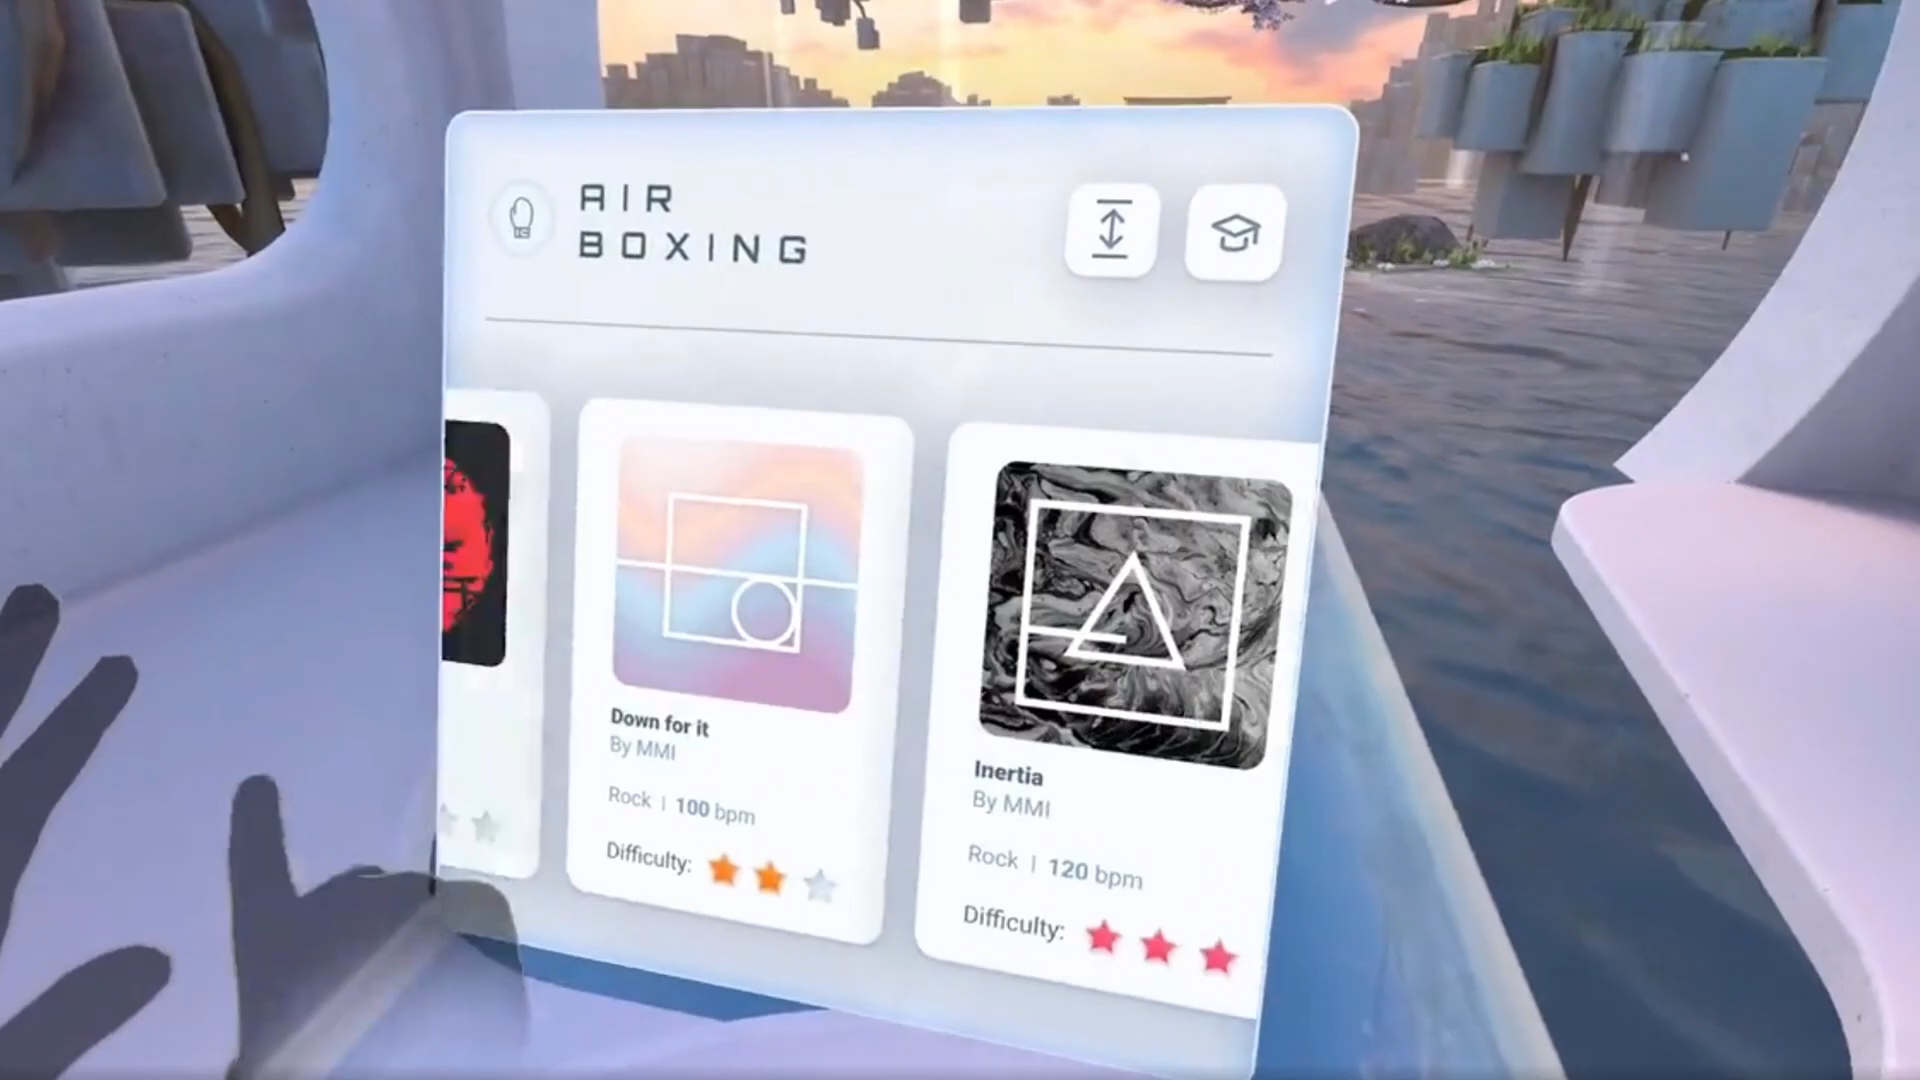 AIR
BOXING
Down for it
By MMI
Rock | 100 bpm
Difficulty:
Inertia
By MMI
Rock | 120 bpm
Difficulty: